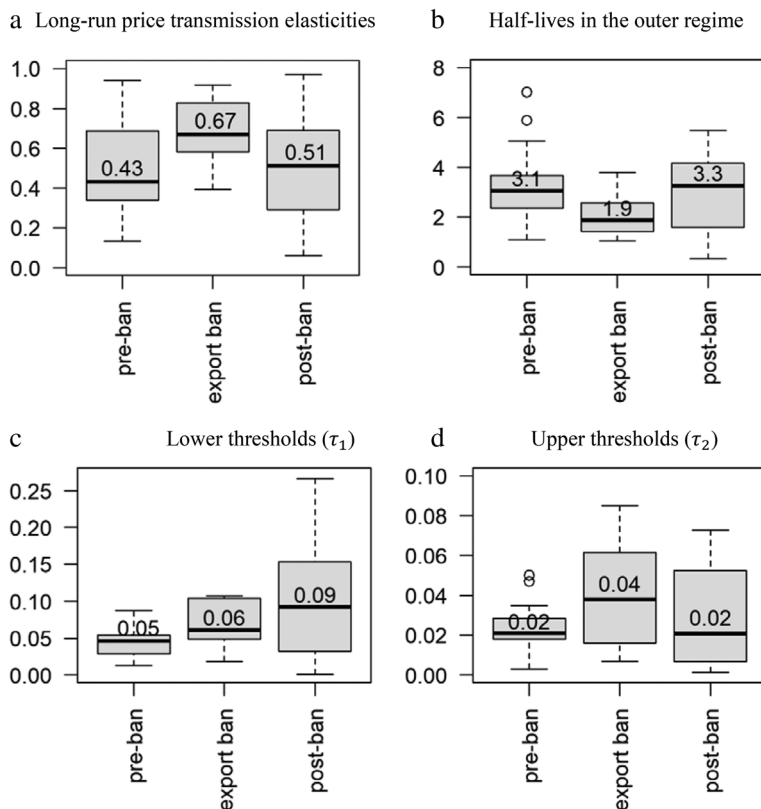 a Long-run price transmission elasticities
1.0
0.8
0.6
0.4
0.2
0.0
0.43
0.67
0.51
pre-ban
export ban
post-ban
b Half-lives in the outer regime
8
6
4
2
0
3.1
1.9
3.3
pre-ban
export ban
post-ban
c Lower thresholds (τ₁)
0.25
0.20
0.15
0.10
0.05
0.00
0.05
0.06
0.09
pre-ban
export ban
post-ban
d Upper thresholds (τ₂)
0.10
0.08
0.06
0.04
0.02
0.00
0.02
0.04
0.02
pre-ban
export ban
post-ban